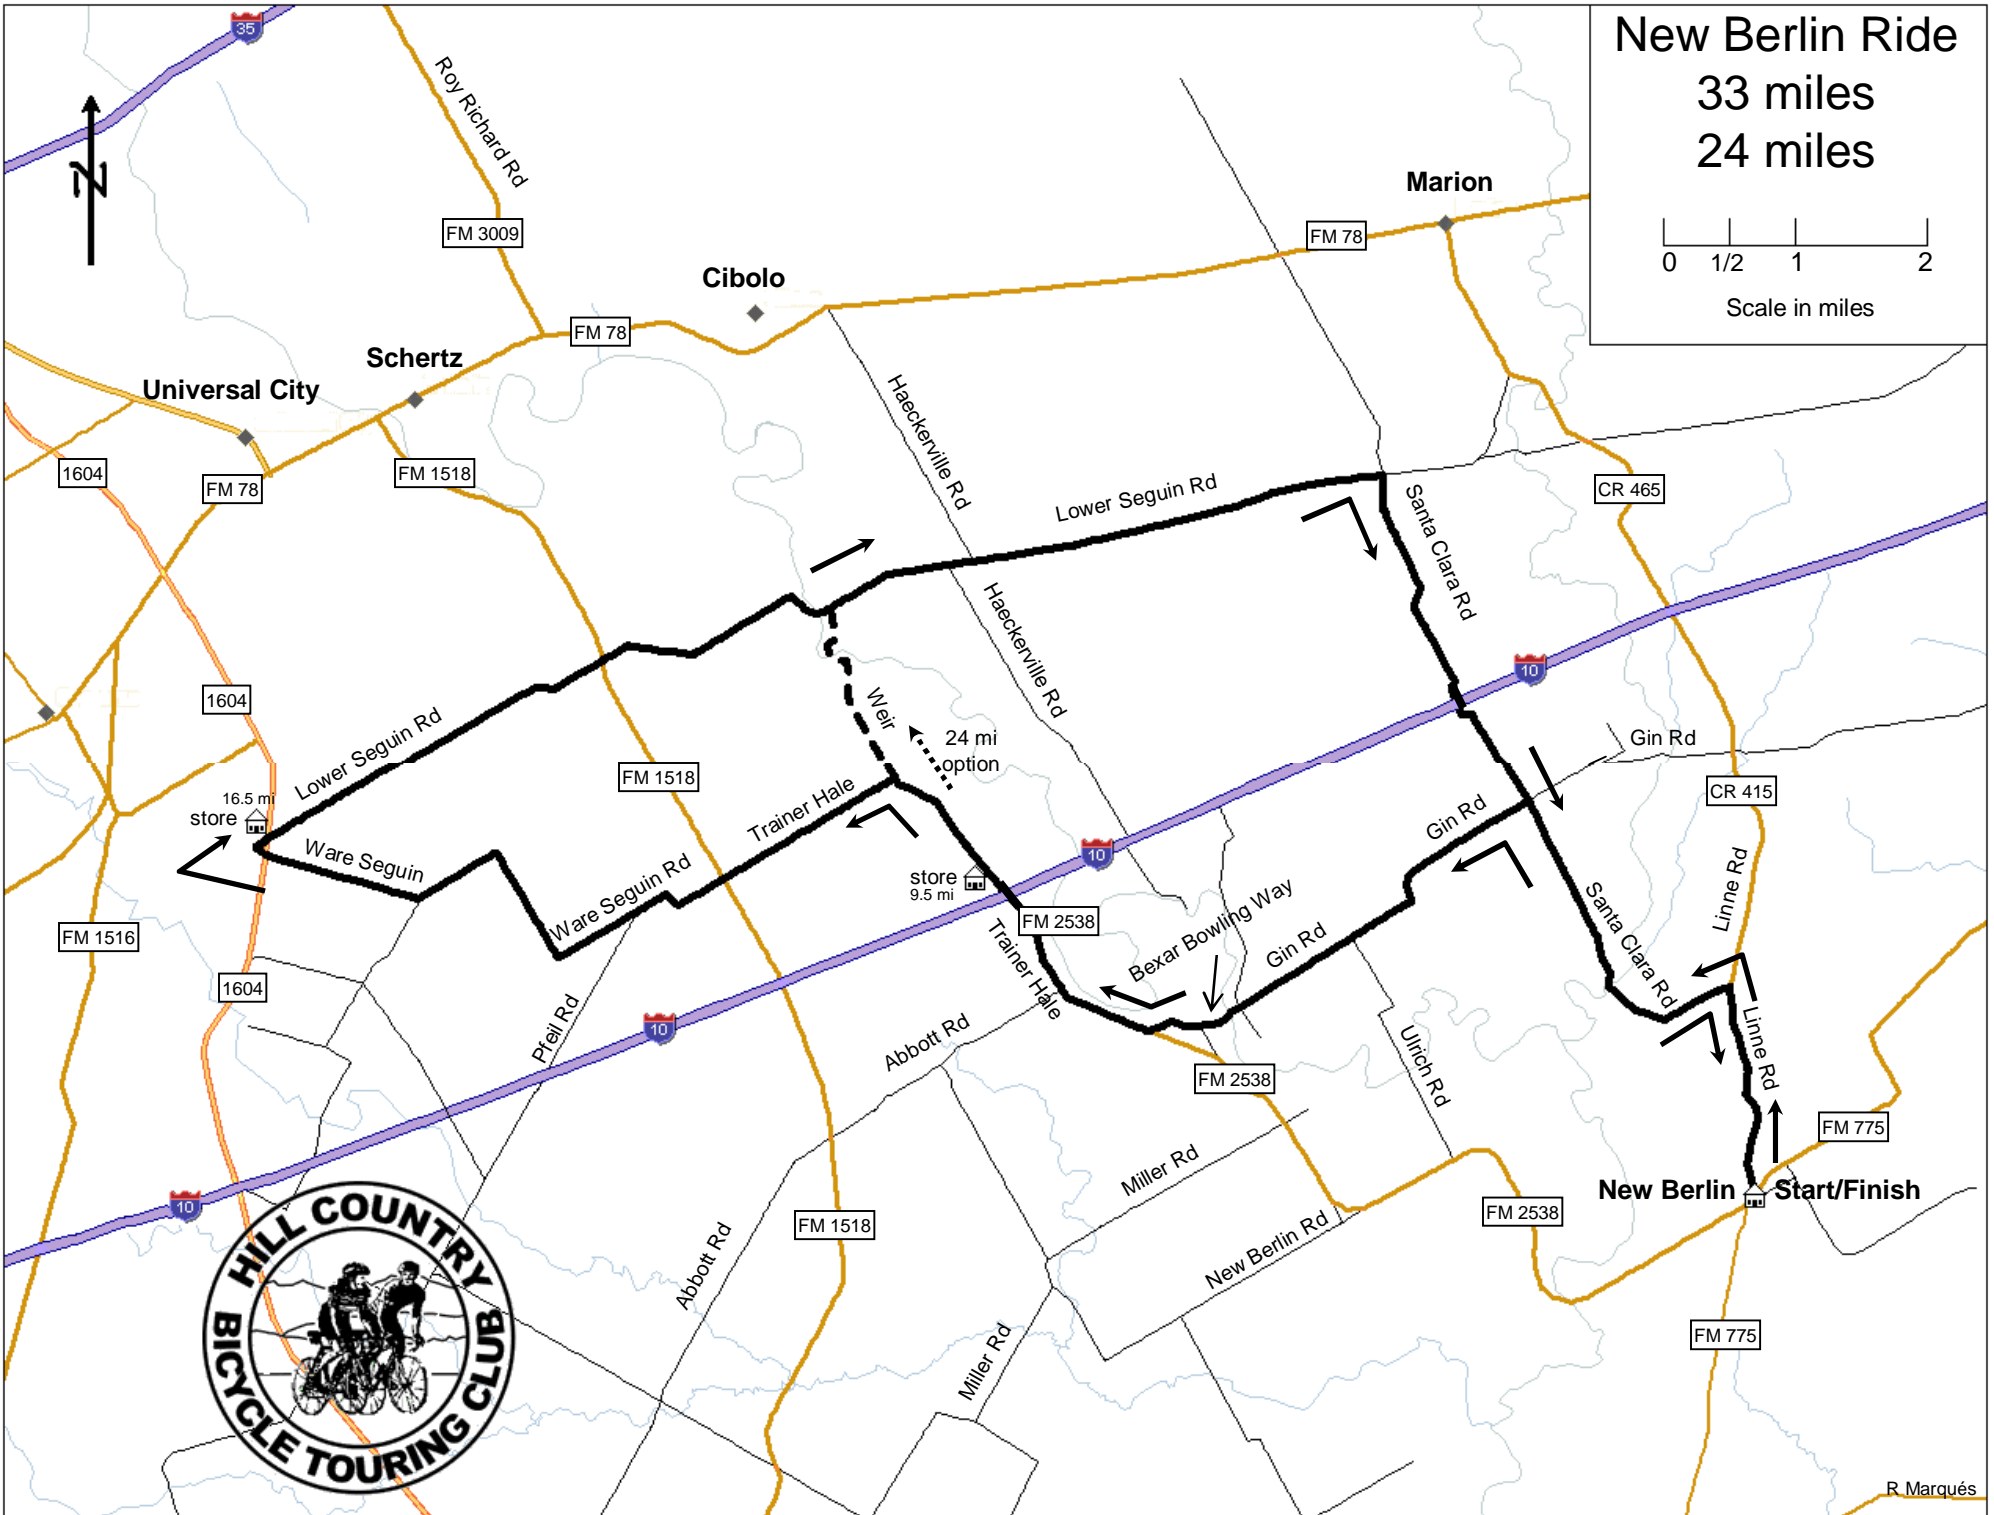 New Berlin Ride
33 miles
24 miles
0 1/2 1 2
Scale in miles
35
N
Roy Richard Rd
FM 3009
Marion
FM 78
Cibolo
FM 78
Schertz
Universal City
Haeckerville Rd
1604
FM 78
FM 1518
Lower Seguin Rd
Santa Clara Rd
CR 465
Haeckerville Rd
10
1604
Weir
Lower Seguin Rd
24 mi
option
Gin Rd
FM 1518
CR 415
16.5 mi
store
Trainer Hale
Gin Rd
10
Ware Seguin
Ware Seguin Rd
store
9.5 mi
FM 2538
Bexar Bowling Way
Linne Rd
FM 1516
Trainer Hale
Gin Rd
Santa Clara Rd
1604
Pfeil Rd
10
Abbott Rd
Ulrich Rd
Linne Rd
FM 2538
FM 775
Miller Rd
New Berlin Start/Finish
10
FM 1518
FM 2538
New Berlin Rd
Abbott Rd
FM 775
Miller Rd
HILL COUNTRY
BICYCLE TOURING CLUB
R Marqués